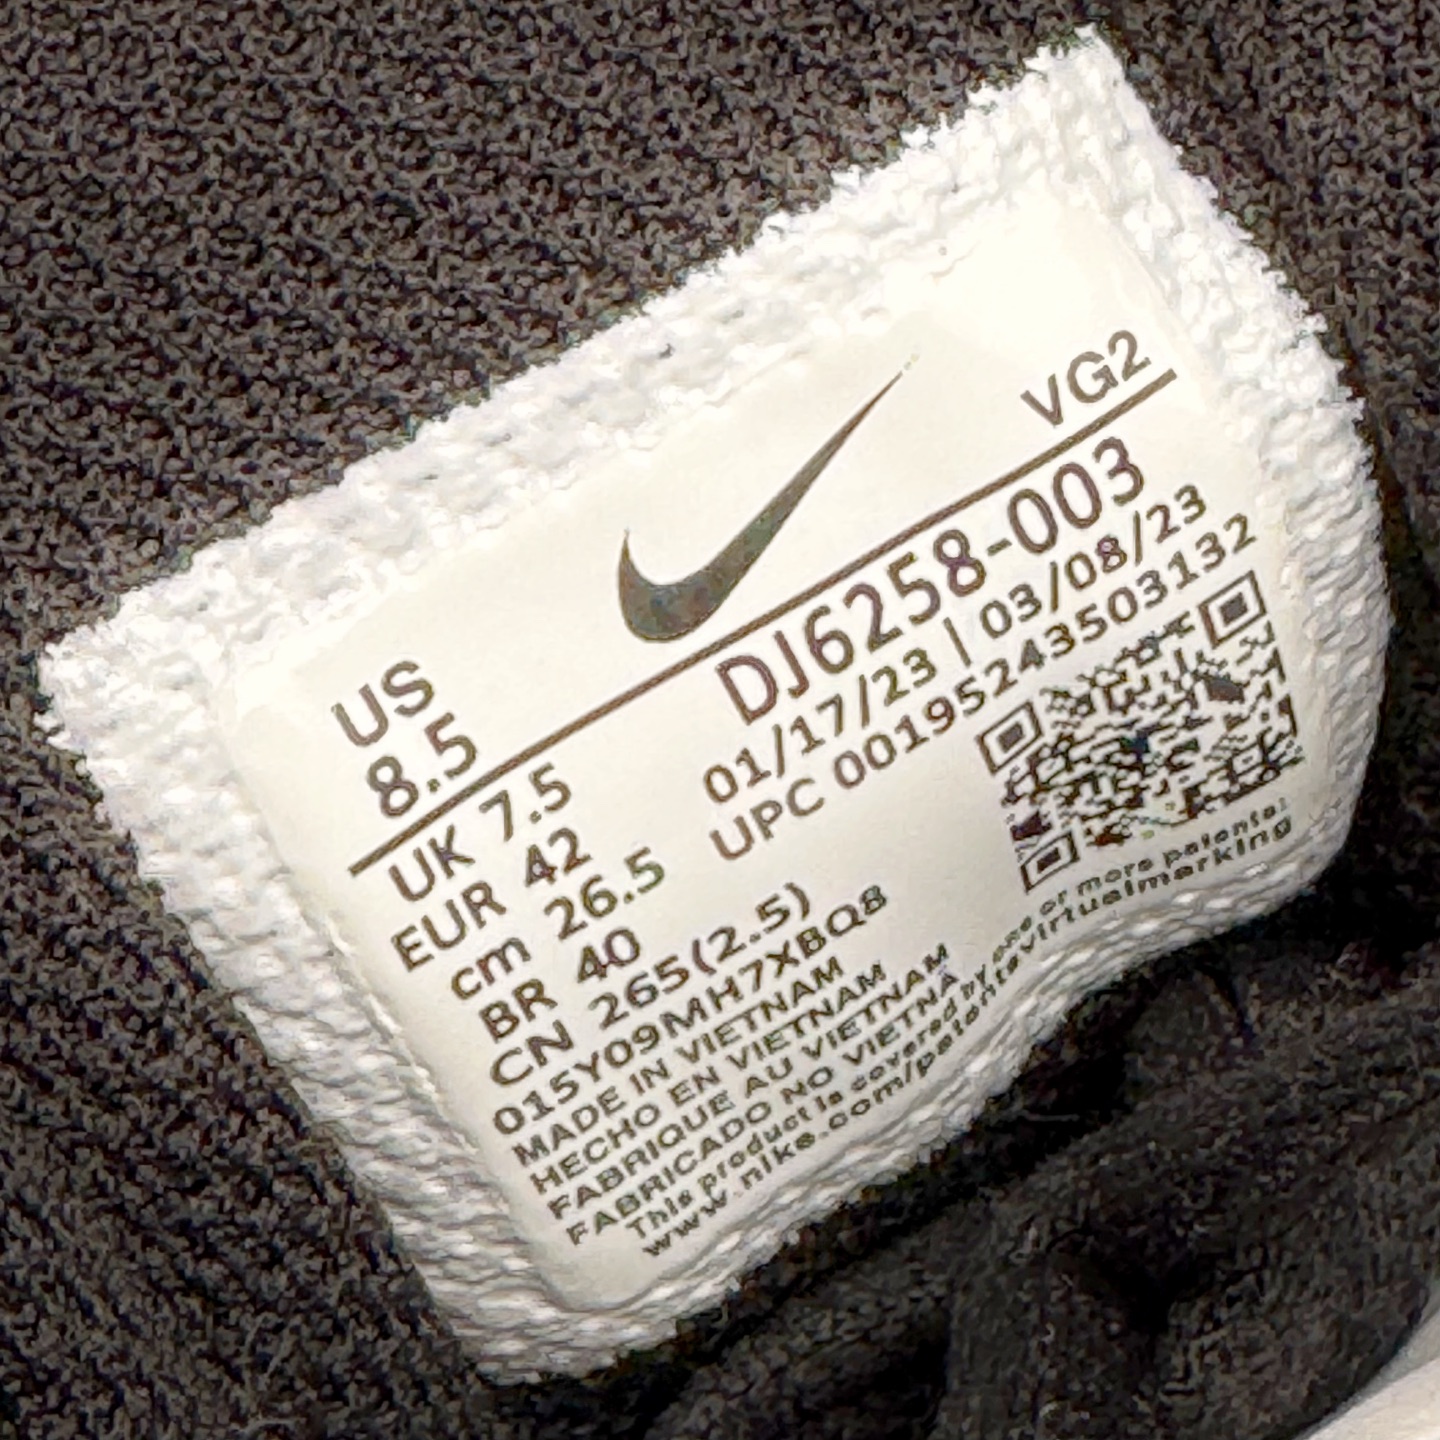 VG2
US
8.5
DJ6258-003
01/17/23 | 03/08/23
UPC 00195243503132
UK 7.5
EUR 42
cm 26.5
BR 40
CN 265(2.5)
015Y09MH7XBQ8
MADE IN VIETNAM
HECHO EN VIETNAM
FABRIQUE AU VIETNAM
FABRICADO NO VIETNÃ
This product is covered by one or more patents:
www.nike.com/patentsvirtualmarking